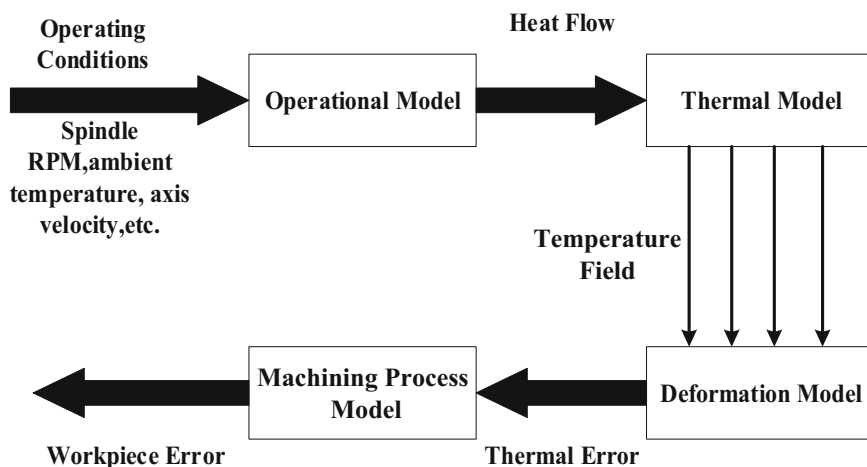 Operating
Conditions
Spindle
RPM,ambient
temperature, axis
velocity,etc.
Operational Model
Heat Flow
Thermal Model
Temperature
Field
Deformation Model
Thermal Error
Machining Process
Model
Workpiece Error